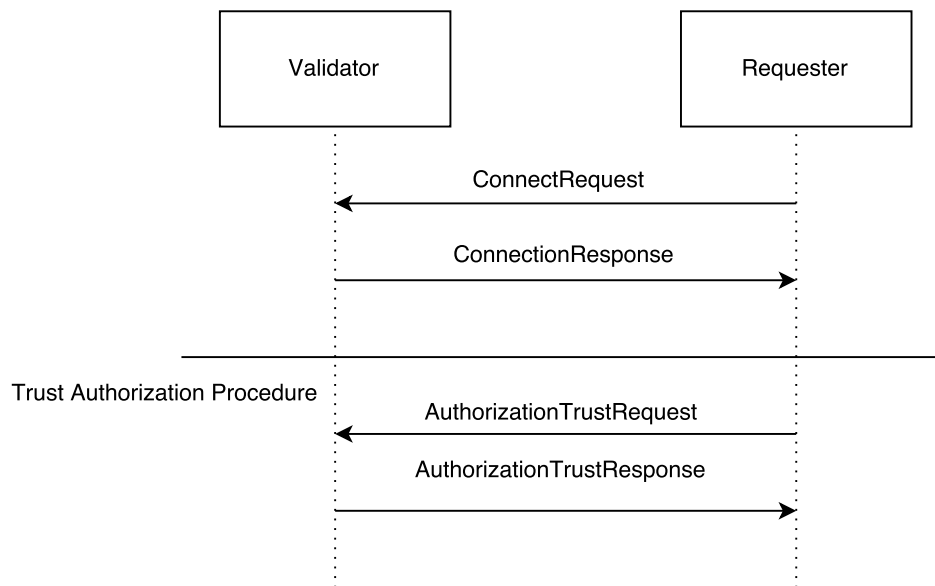 Validator
Requester
ConnectRequest
ConnectionResponse
Trust Authorization Procedure
AuthorizationTrustRequest
AuthorizationTrustResponse